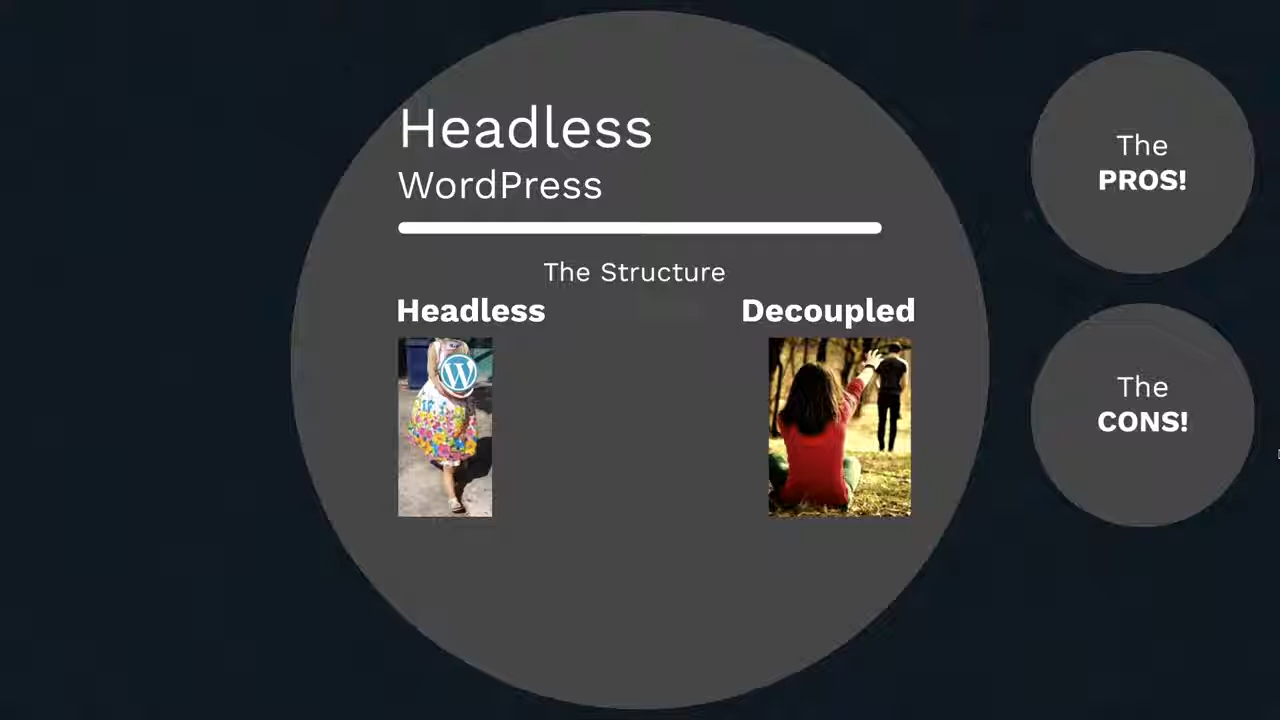 Headless
WordPress
The Structure
Headless
Decoupled
The
PROS!
The
CONS!